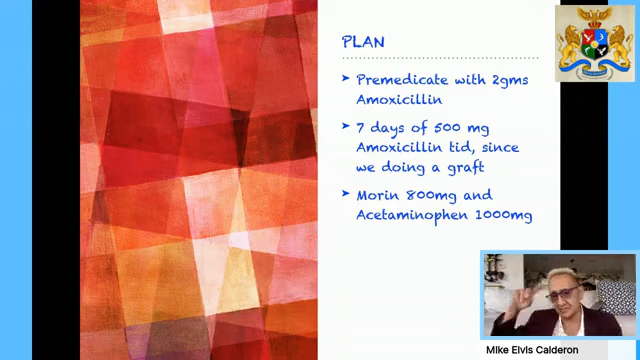 PLAN
➤ Premedicate with 2gms
Amoxicillin
➤ 7 days of 500 mg
Amoxicillin tid, since
we doing a graft
➤ Morin 800mg and
Acetaminophen 1000mg
Mike Elvis Calderon